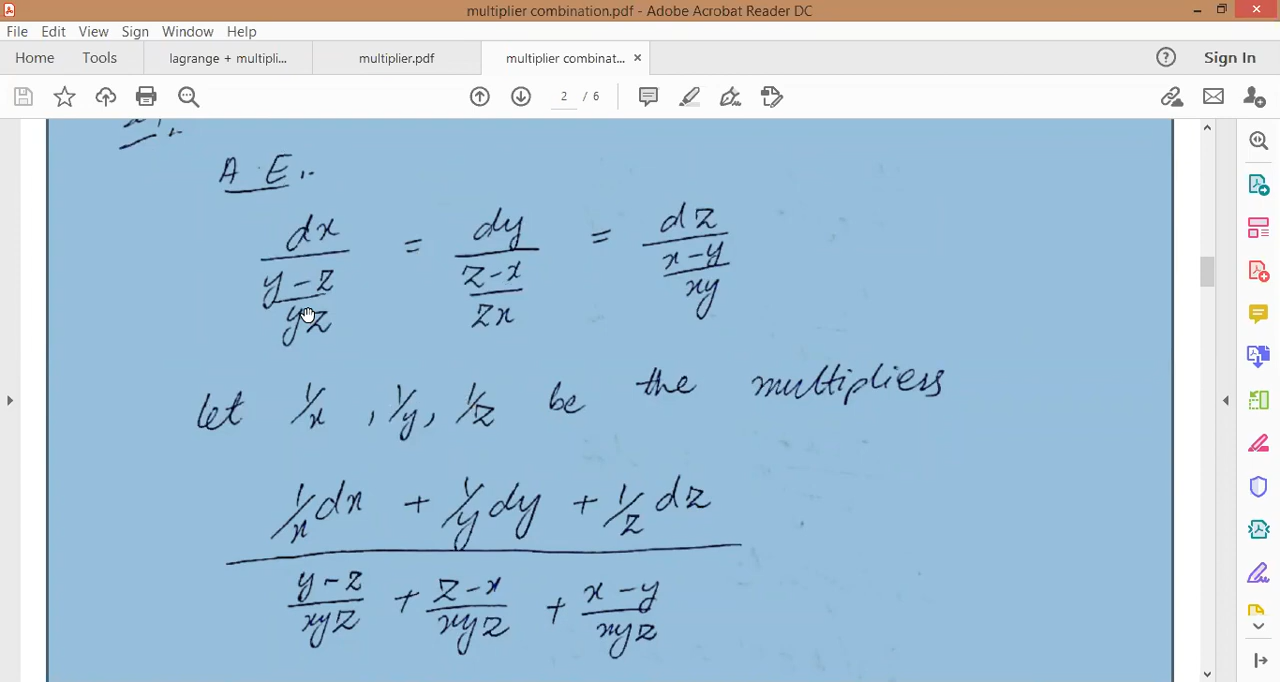 multiplier combination.pdf - Adobe Acrobat Reader DC
File Edit View Sign Window Help
Home Tools lagrange + multipli... multiplier.pdf multiplier combinat... × Sign In
2 / 6
A.E..
dx/((y-z)/yz) = dy/((z-x)/zx) = dz/((x-y)/xy)
let 1/x, 1/y, 1/z be the multipliers
1/x dx + 1/y dy + 1/z dz
(y-z)/xyz + (z-x)/xyz + (x-y)/xyz